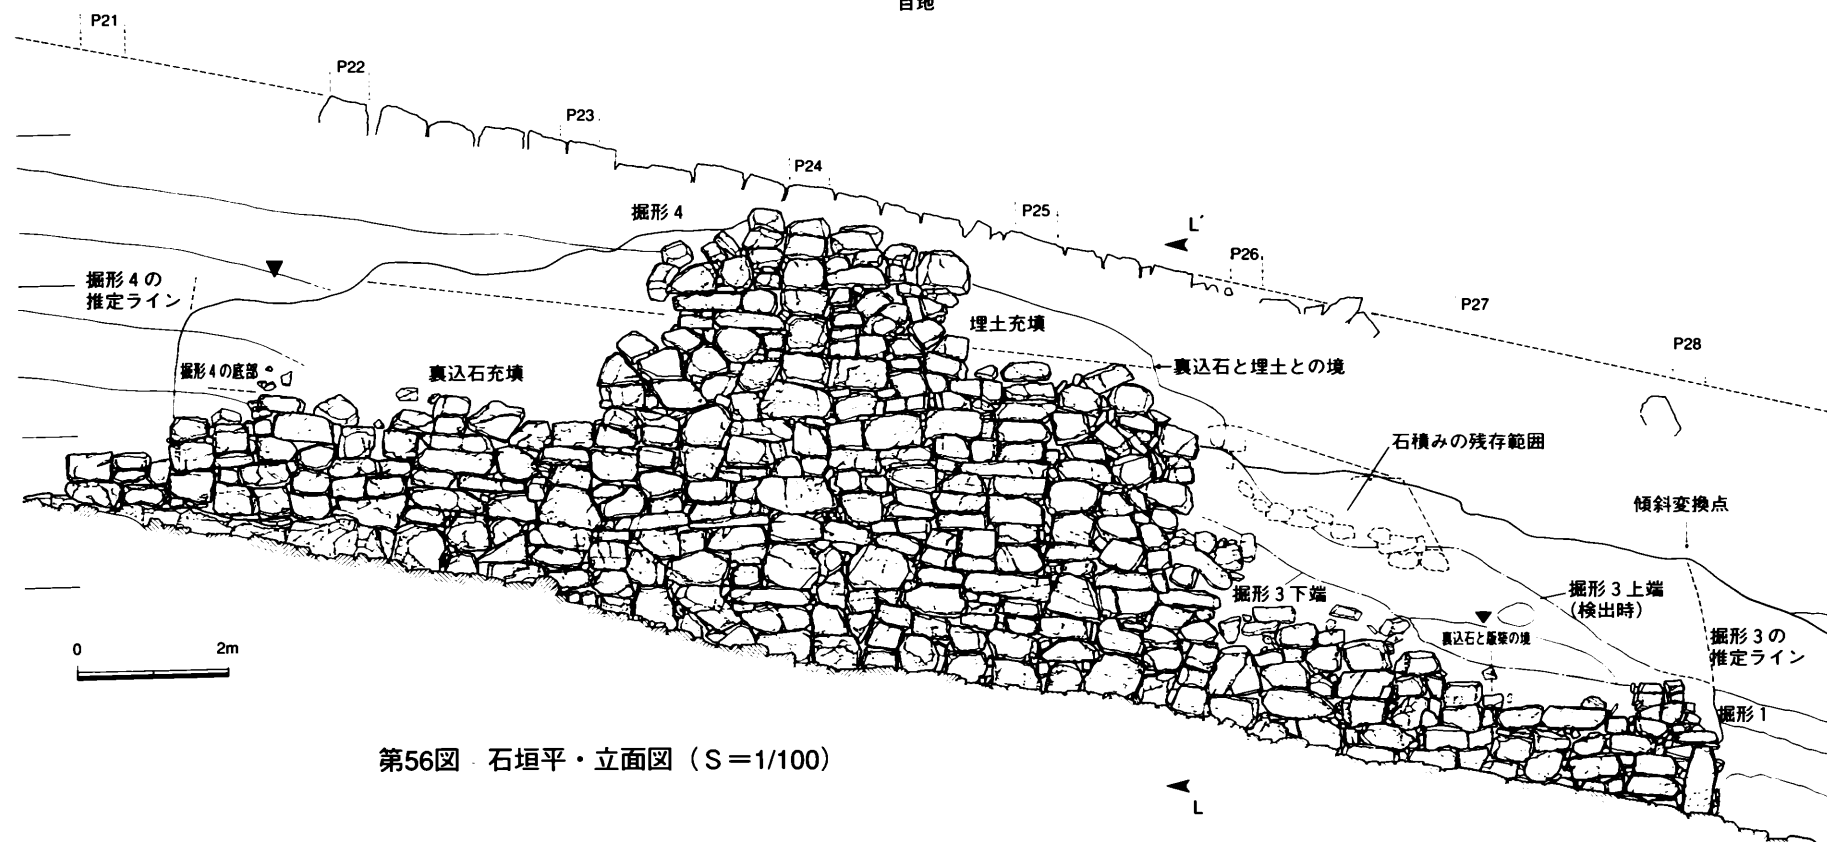 目地
P21
P22
P23
P24
P25
P26
P27
P28
L′
掘形4
掘形4の
推定ライン
掘形4の底部
裏込石充填
埋土充填
裏込石と埋土との境
石積みの残存範囲
傾斜変換点
掘形3下端
掘形3上端
(検出時)
裏込石と版築の境
掘形3の
推定ライン
掘形1
0 2m
第56図 石垣平・立面図(S=1/100)
L